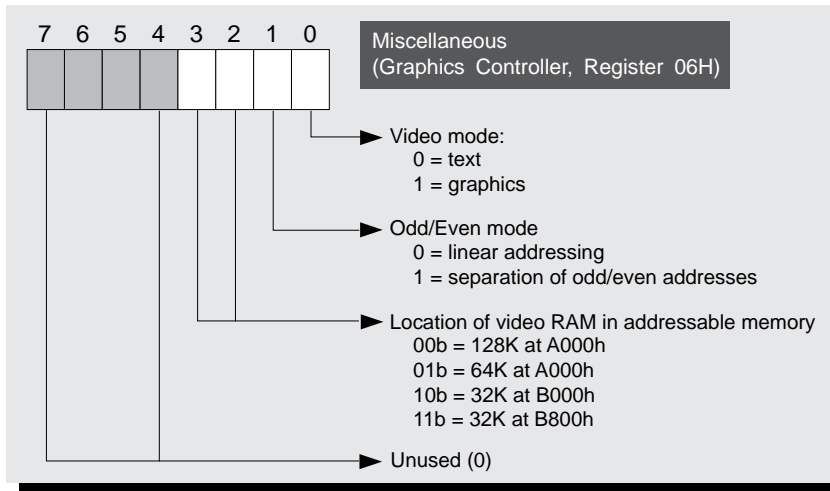 7 6 5 4 3 2 1 0
Miscellaneous
(Graphics Controller, Register 06H)
Video mode:
0 = text
1 = graphics
Odd/Even mode
0 = linear addressing
1 = separation of odd/even addresses
Location of video RAM in addressable memory
00b = 128K at A000h
01b = 64K at A000h
10b = 32K at B000h
11b = 32K at B800h
Unused (0)